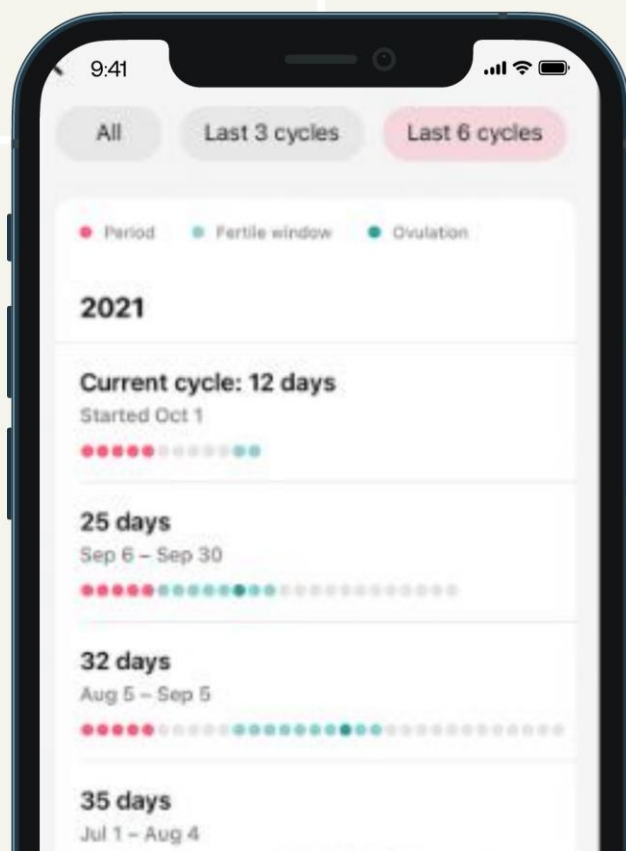 9:41
All Last 3 cycles Last 6 cycles
Period Fertile window Ovulation
2021
Current cycle: 12 days
Started Oct 1
25 days
Sep 6 – Sep 30
32 days
Aug 5 – Sep 5
35 days
Jul 1 – Aug 4